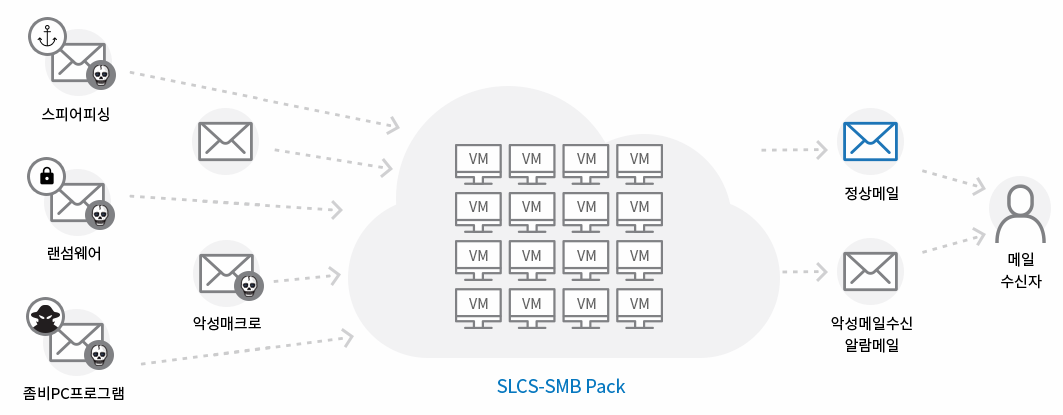 스피어피싱
랜섬웨어
악성매크로
좀비PC프로그램
VM VM VM VM
VM VM VM VM
VM VM VM VM
VM VM VM VM
SLCS-SMB Pack
정상메일
악성메일수신
알람메일
메일
수신자